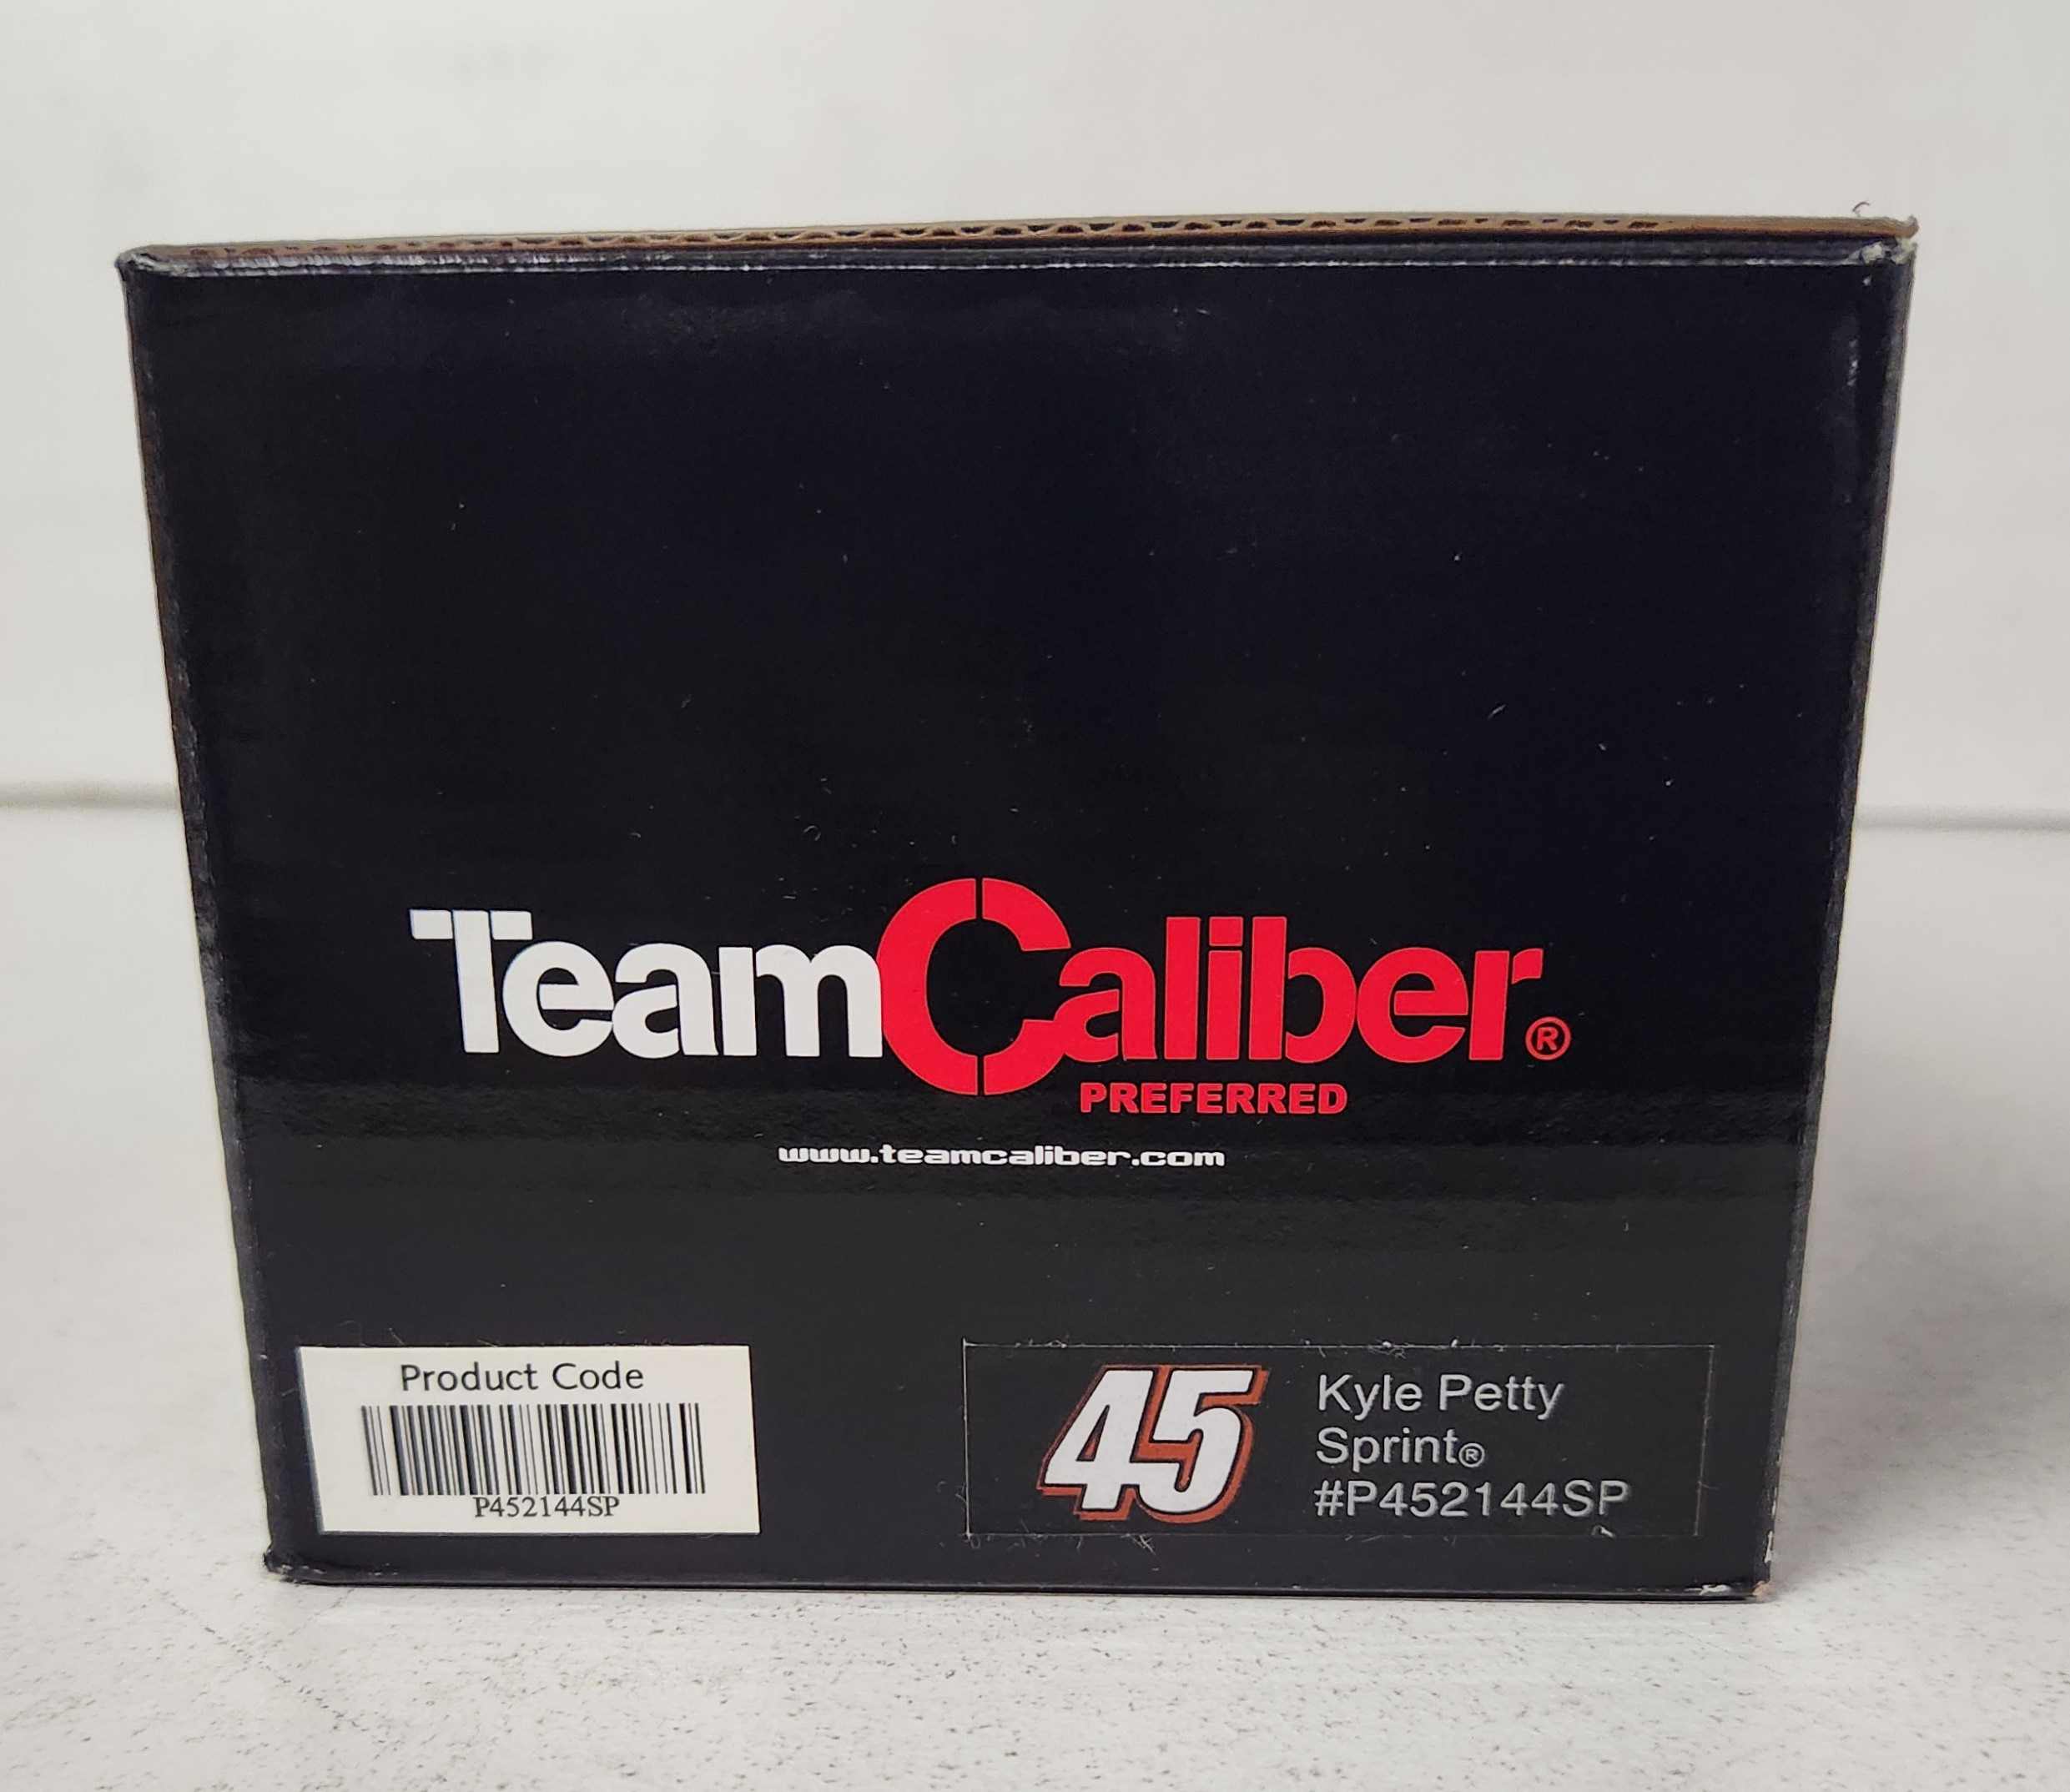 TeamCaliber®
PREFERRED
www.teamcaliber.com
Product Code
P452144SP
45
Kyle Petty
Sprint®
#P452144SP